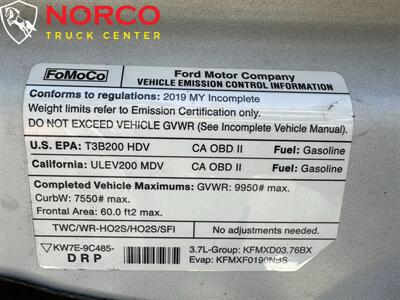 NORCO
TRUCK CENTER
FoMoCo
Ford Motor Company
VEHICLE EMISSION CONTROL INFORMATION
Conforms to regulations: 2019 MY Incomplete
Weight limits refer to Emission Certification only.
DO NOT EXCEED VEHICLE GVWR (See Incomplete Vehicle Manual).
U.S. EPA: T3B200 HDV CA OBD II Fuel: Gasoline
California: ULEV200 MDV CA OBD II Fuel: Gasoline
Completed Vehicle Maximums: GVWR: 9950# max.
CurbW: 7550# max.
Frontal Area: 60.0 ft2 max.
TWC/WR-HO2S/HO2S/SFI No adjustments needed.
KW7E-9C485- 3.7L-Group: KFMXD03.76BX
DRP Evap: KFMXF0190NBS